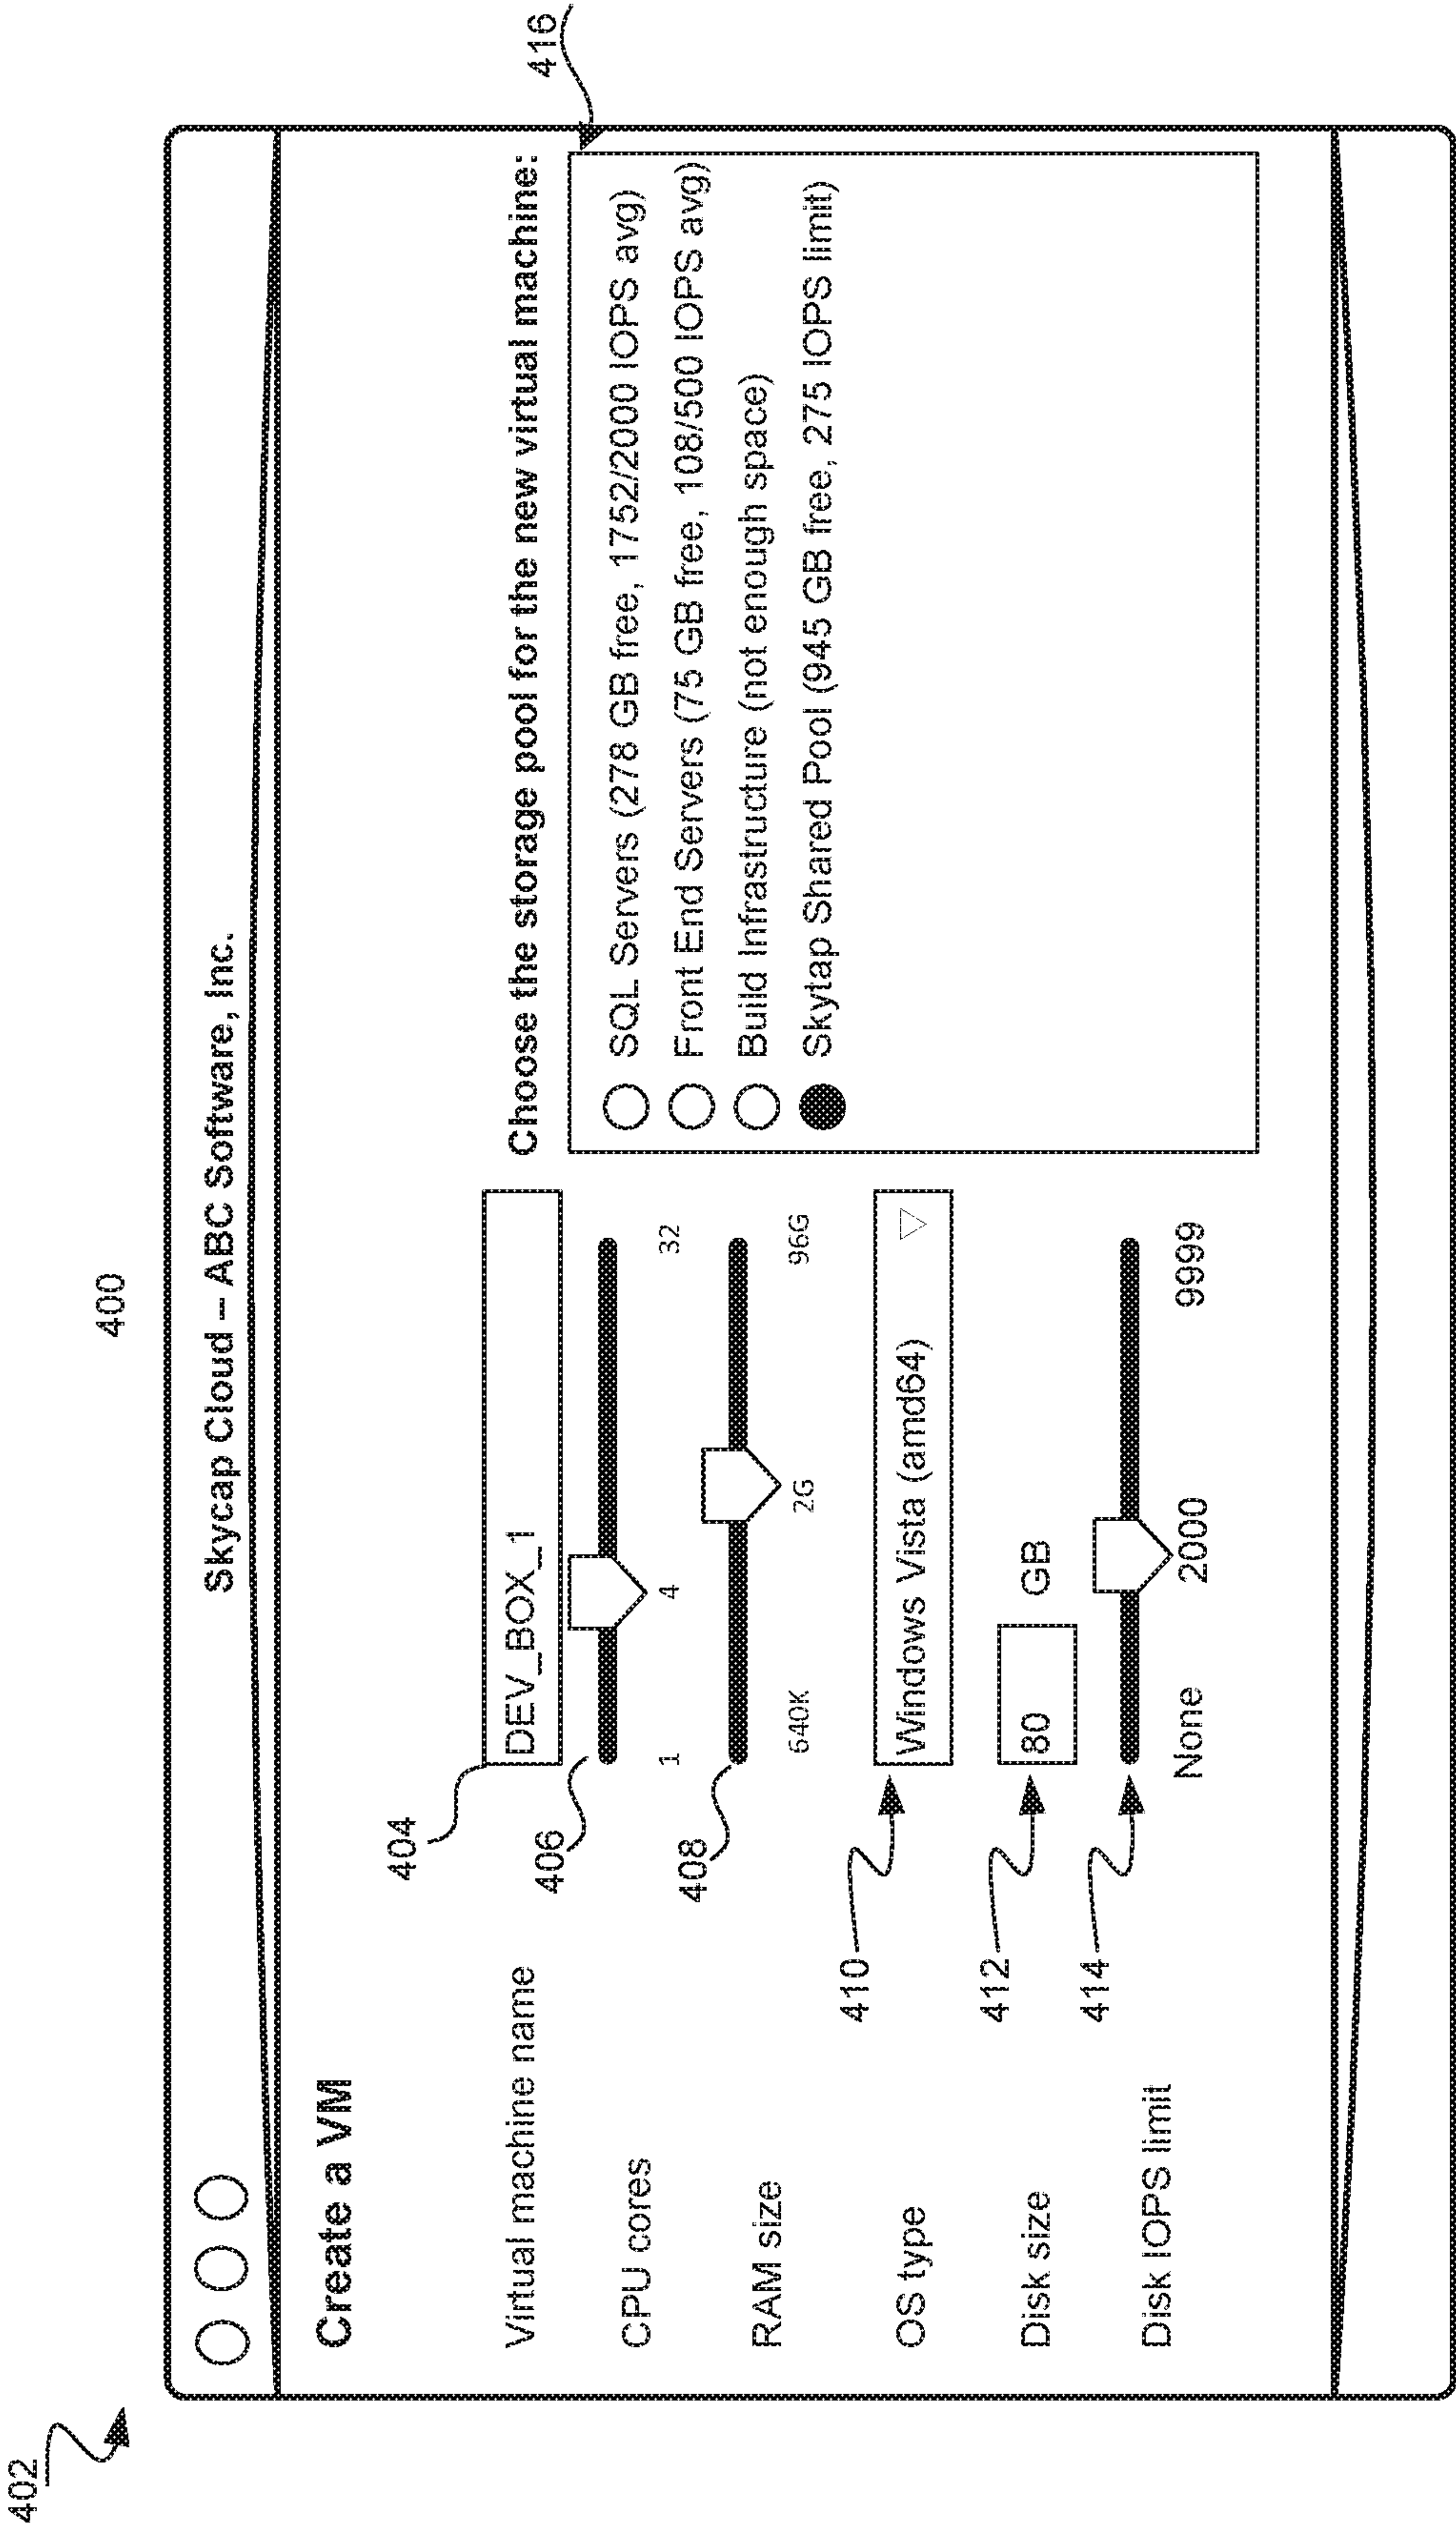 400
402
Skycap Cloud – ABC Software, Inc.
Create a VM
416
Choose the storage pool for the new virtual machine:
Virtual machine name
404
DEV_BOX_1
SQL Servers (278 GB free, 1752/2000 IOPS avg)
CPU cores
406
1
4
32
Front End Servers (75 GB free, 108/500 IOPS avg)
Build Infrastructure (not enough space)
RAM size
408
640K
2G
96G
Skytap Shared Pool (945 GB free, 275 IOPS limit)
OS type
410
Windows Vista (amd64)
Disk size
412
80 GB
Disk IOPS limit
414
None
2000
9999